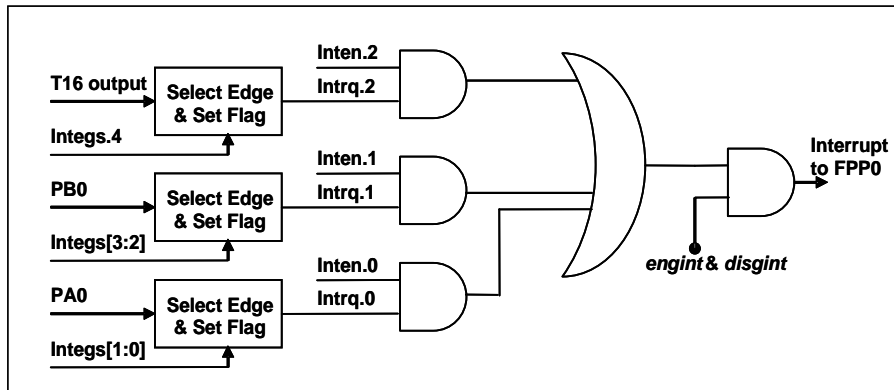 T16 output
Select Edge
& Set Flag
Integs.4
Inten.2
Intrq.2
PB0
Select Edge
& Set Flag
Integs[3:2]
Inten.1
Intrq.1
PA0
Select Edge
& Set Flag
Integs[1:0]
Inten.0
Intrq.0
Interrupt
to FPP0
engint & disgint